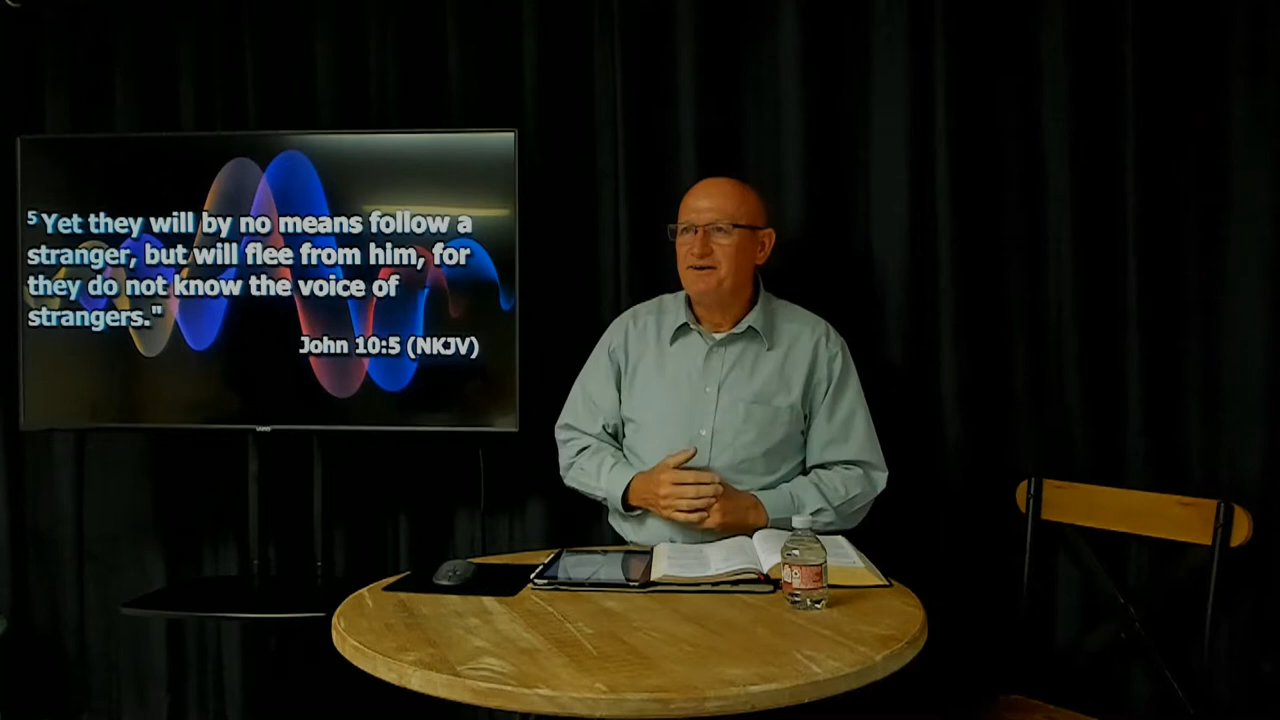 5 Yet they will by no means follow a
stranger, but will flee from him, for
they do not know the voice of
strangers."
John 10:5 (NKJV)